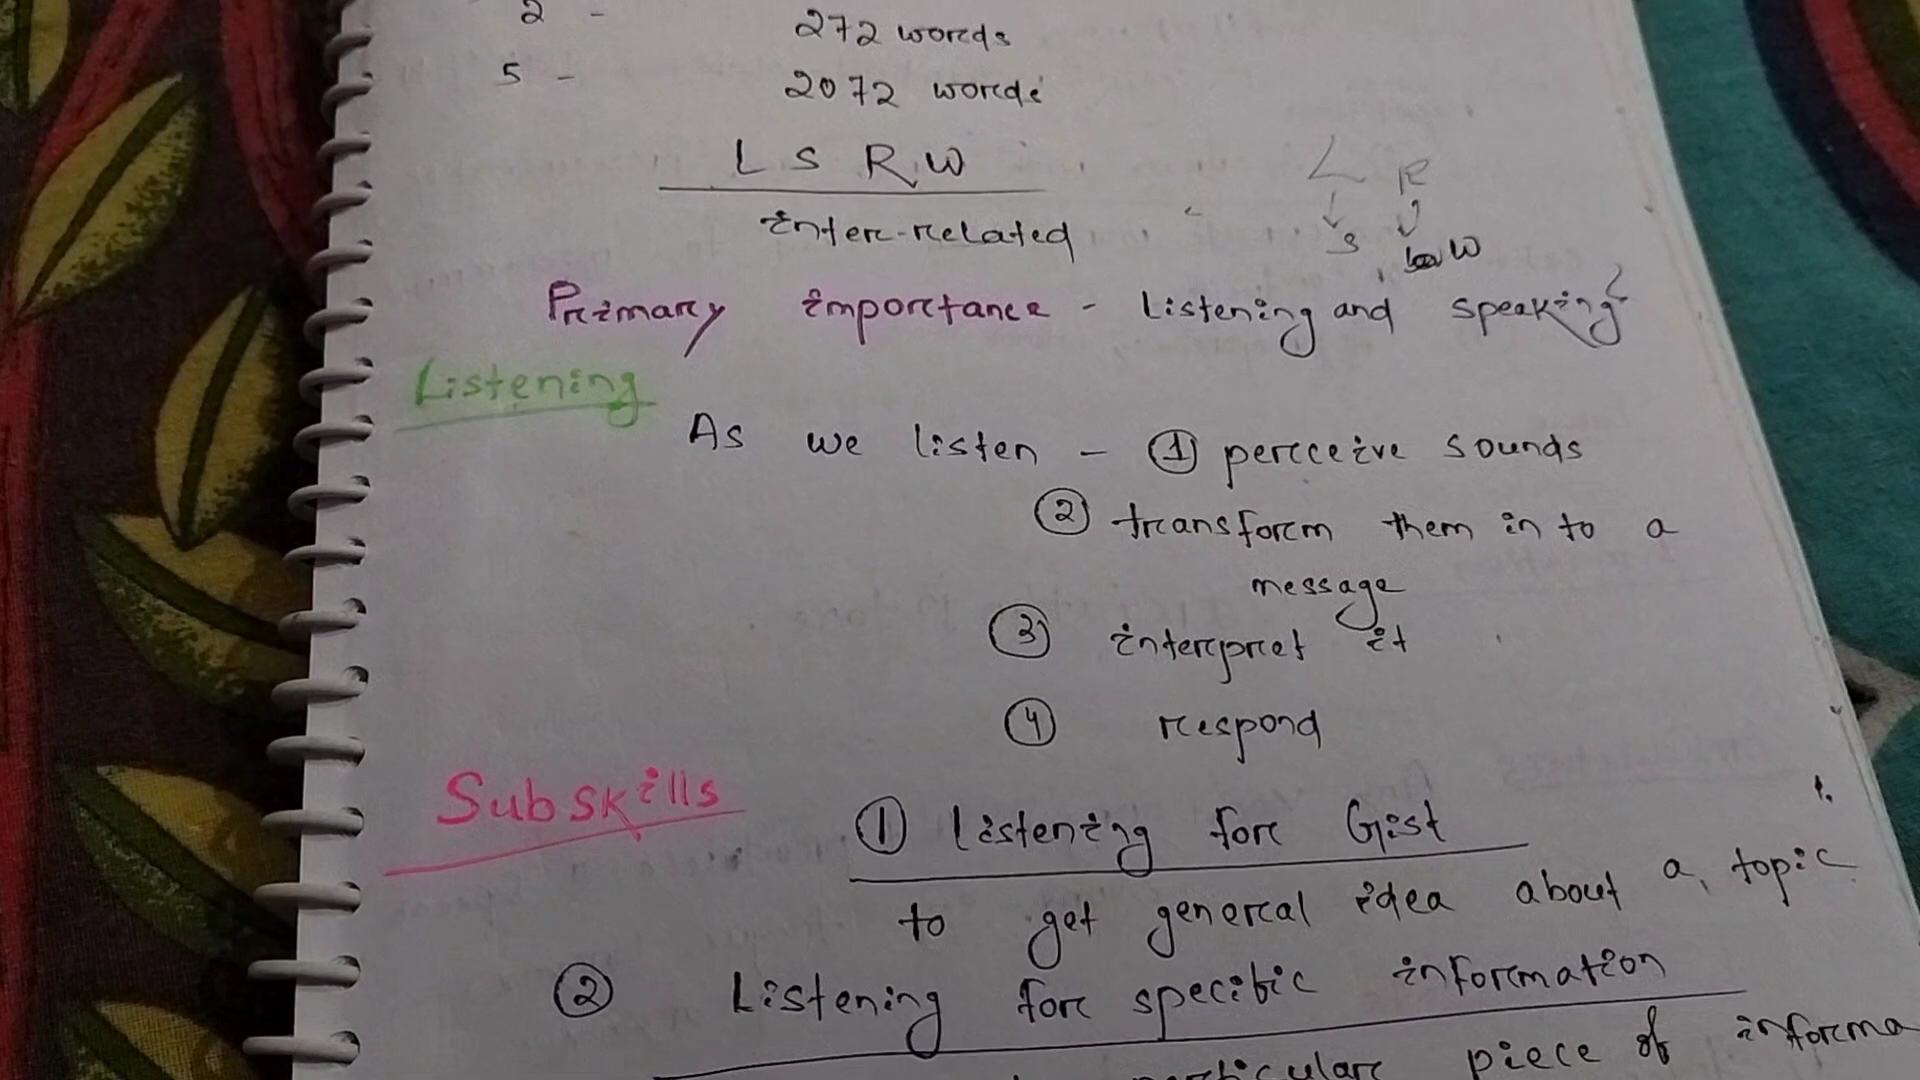 2 - 272 words
5 - 2072 words
L S R W
inter-related
L R
S W
Primary importance - Listening and speaking
Listening
As we listen - ① perceive sounds
② transform them in to a
message
③ interpret it
④ respond
Subskills
① Listening for Gist
to get general idea about a topic
② Listening for specific information
particular piece of informa